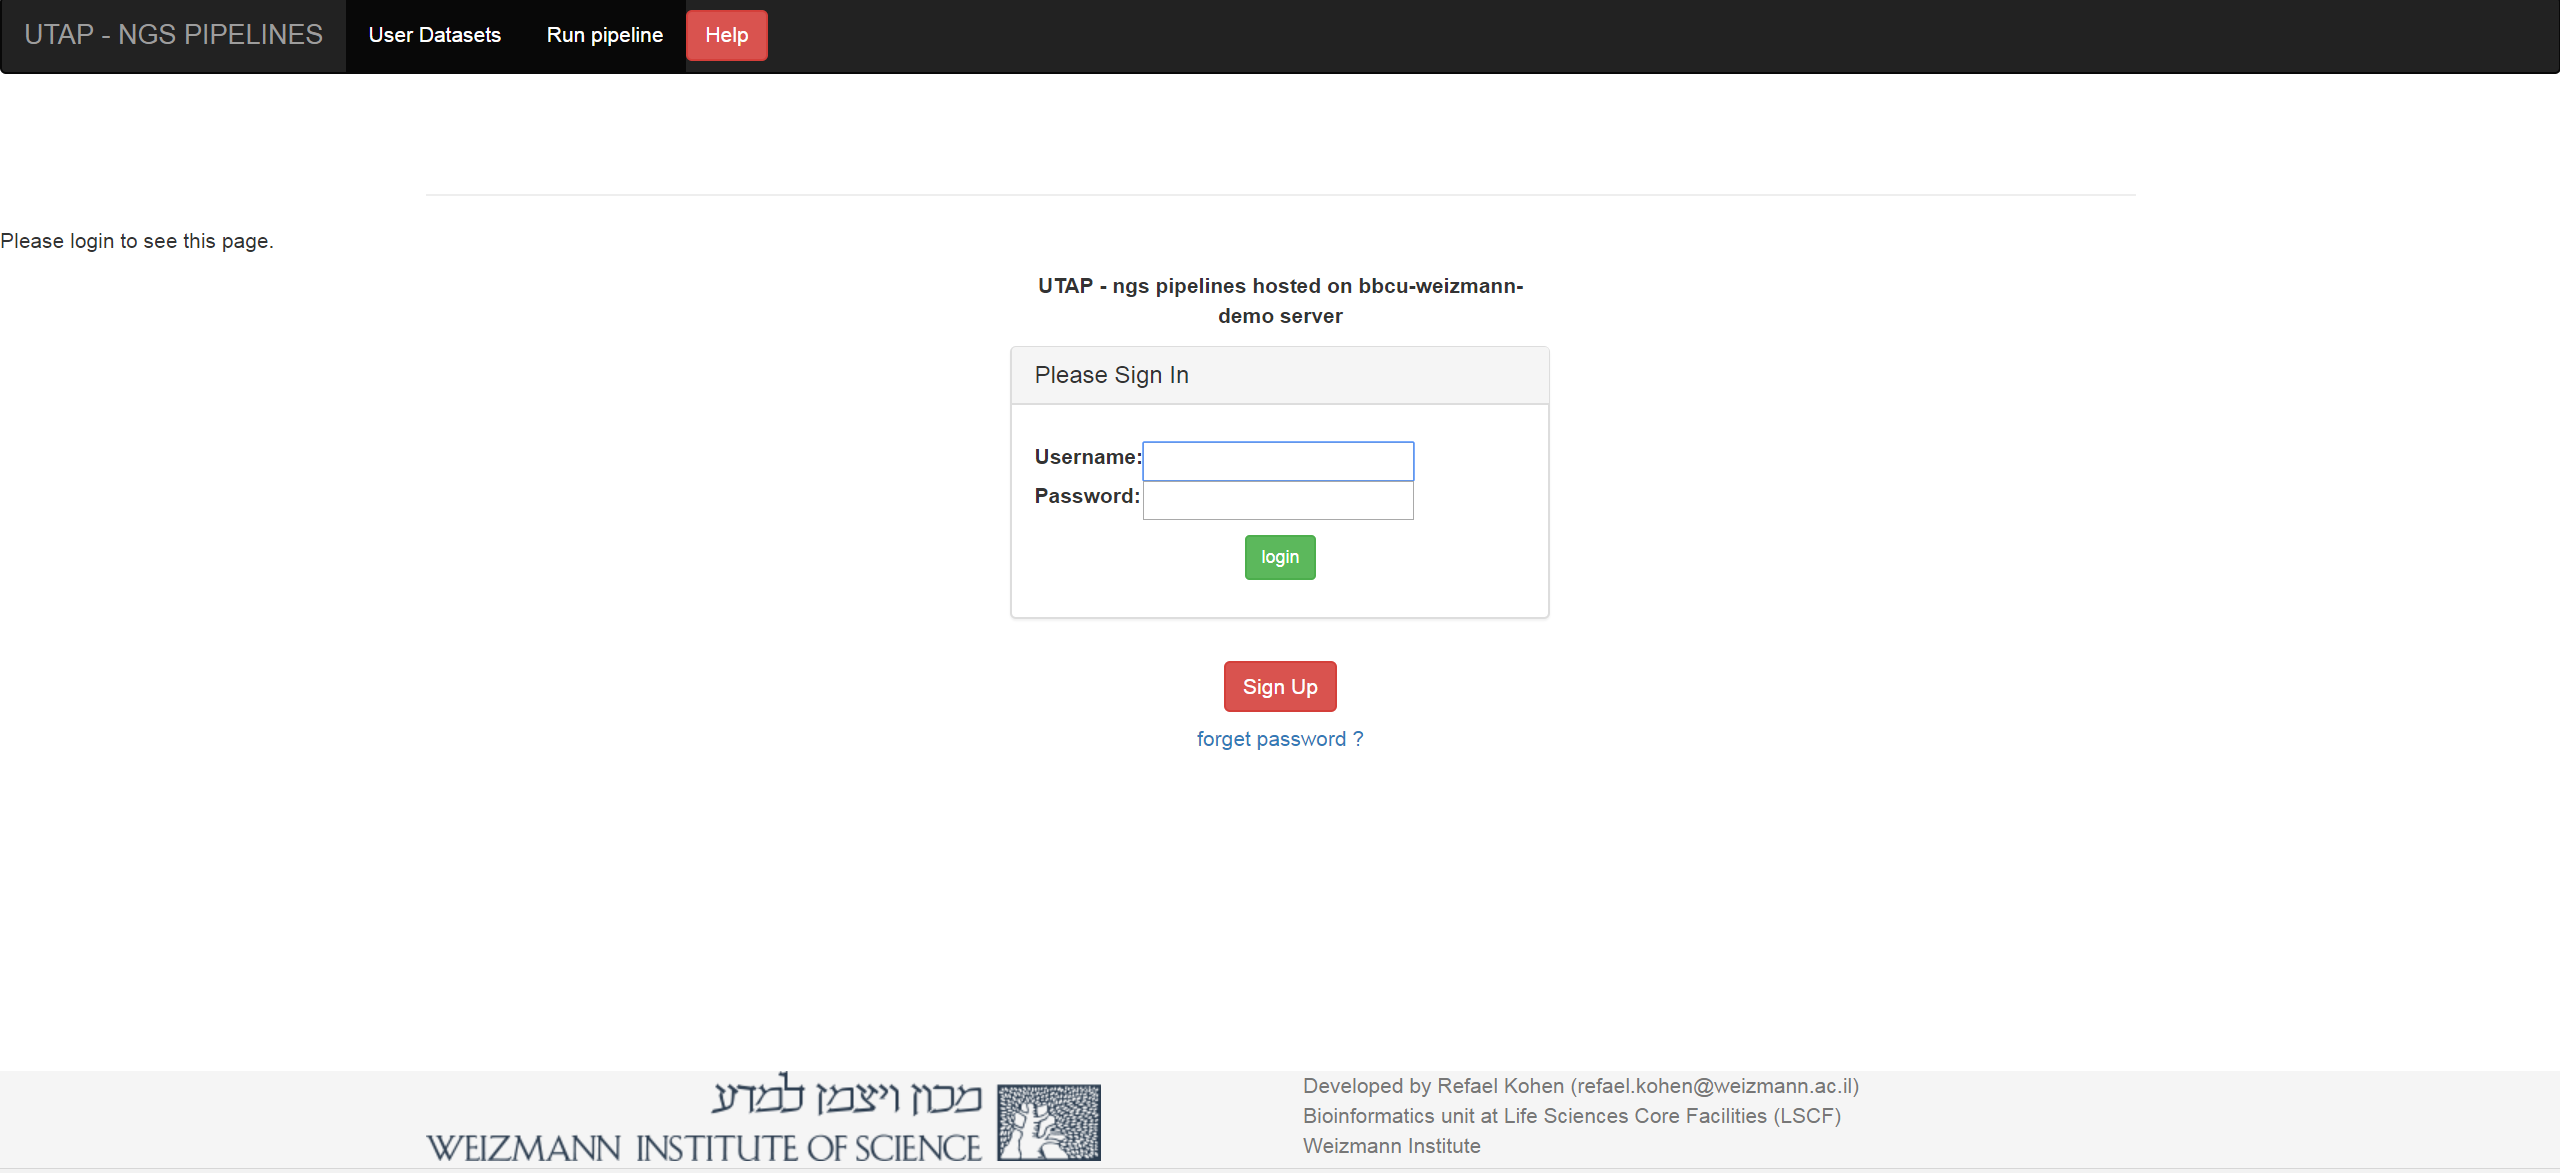 UTAP - NGS PIPELINES User Datasets Run pipeline Help
Please login to see this page.
UTAP - ngs pipelines hosted on bbcu-weizmann-
demo server
Please Sign In
Username:
Password:
login
Sign Up
forget password ?
מכון ויצמן למדע
WEIZMANN INSTITUTE OF SCIENCE
Developed by Refael Kohen (refael.kohen@weizmann.ac.il)
Bioinformatics unit at Life Sciences Core Facilities (LSCF)
Weizmann Institute